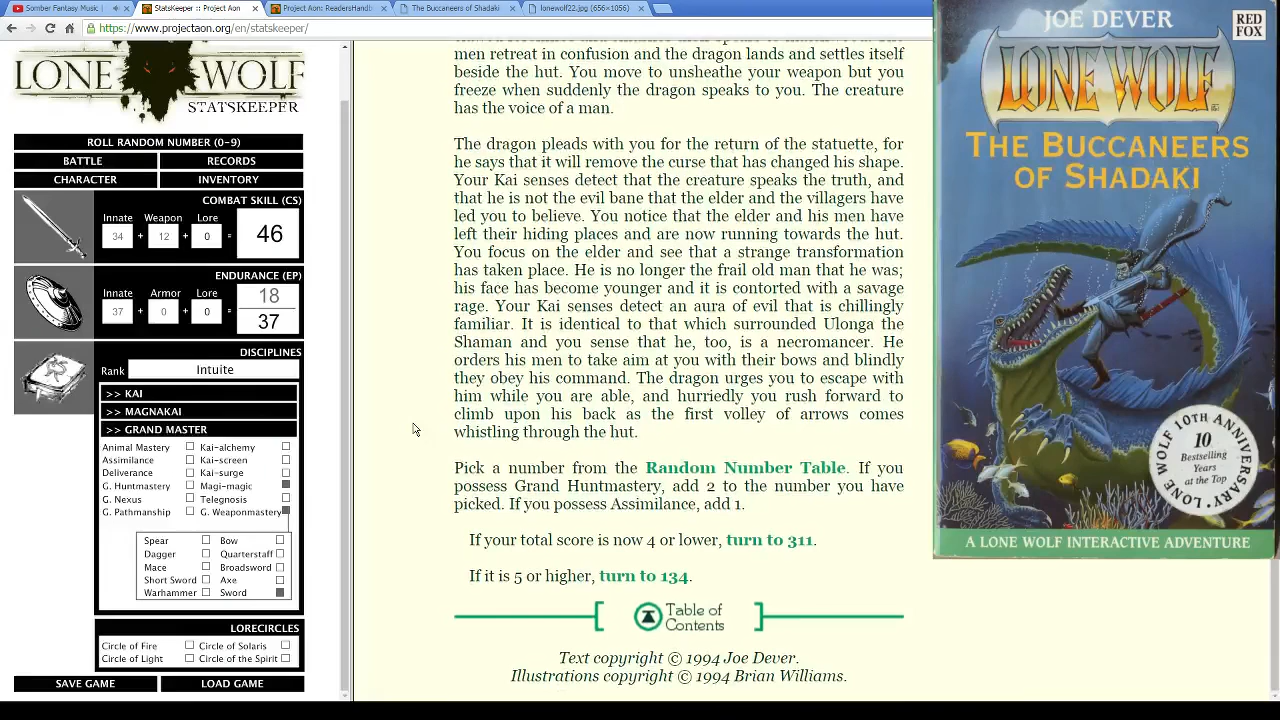 Somber Fantasy Music
StatsKeeper :: Project Aon
Project Aon: ReadersHandb
The Buccaneers of Shadaki
lonewolf22.jpg (656×1056)
https://www.projectaon.org/en/statskeeper/
LONE WOLF
STATSKEEPER
ROLL RANDOM NUMBER (0-9)
BATTLE RECORDS
CHARACTER INVENTORY
COMBAT SKILL (CS)
Innate Weapon Lore
34 + 12 + 0 = 46
ENDURANCE (EP)
Innate Armor Lore
18
37 + 0 + 0 = 37
DISCIPLINES
Rank Intuite
>> KAI
>> MAGNAKAI
>> GRAND MASTER
Animal Mastery Kai-alchemy
Assimilance Kai-screen
Deliverance Kai-surge
G. Huntmastery Magi-magic
G. Nexus Telegnosis
G. Pathmanship G. Weaponmastery
Spear Bow
Dagger Quarterstaff
Mace Broadsword
Short Sword Axe
Warhammer Sword
LORECIRCLES
Circle of Fire Circle of Solaris
Circle of Light Circle of the Spirit
SAVE GAME LOAD GAME
men retreat in confusion and the dragon lands and settles itself
beside the hut. You move to unsheathe your weapon but you
freeze when suddenly the dragon speaks to you. The creature
has the voice of a man.
The dragon pleads with you for the return of the statuette, for
he says that it will remove the curse that has changed his shape.
Your Kai senses detect that the creature speaks the truth, and
that he is not the evil bane that the elder and the villagers have
led you to believe. You notice that the elder and his men have
left their hiding places and are now running towards the hut.
You focus on the elder and see that a strange transformation
has taken place. He is no longer the frail old man that he was;
his face has become younger and it is contorted with a savage
rage. Your Kai senses detect an aura of evil that is chillingly
familiar. It is identical to that which surrounded Ulonga the
Shaman and you sense that he, too, is a necromancer. He
orders his men to take aim at you with their bows and blindly
they obey his command. The dragon urges you to escape with
him while you are able, and hurriedly you rush forward to
climb upon his back as the first volley of arrows comes
whistling through the hut.
Pick a number from the Random Number Table. If you
possess Grand Huntmastery, add 2 to the number you have
picked. If you possess Assimilance, add 1.
If your total score is now 4 or lower, turn to 311.
If it is 5 or higher, turn to 134.
Table of
Contents
Text copyright © 1994 Joe Dever.
Illustrations copyright © 1994 Brian Williams.
JOE DEVER
RED
FOX
LONE WOLF
THE BUCCANEERS
OF SHADAKI
LONE WOLF 10TH ANNIVERSARY
10
Bestselling
Years
at the Top
A LONE WOLF INTERACTIVE ADVENTURE